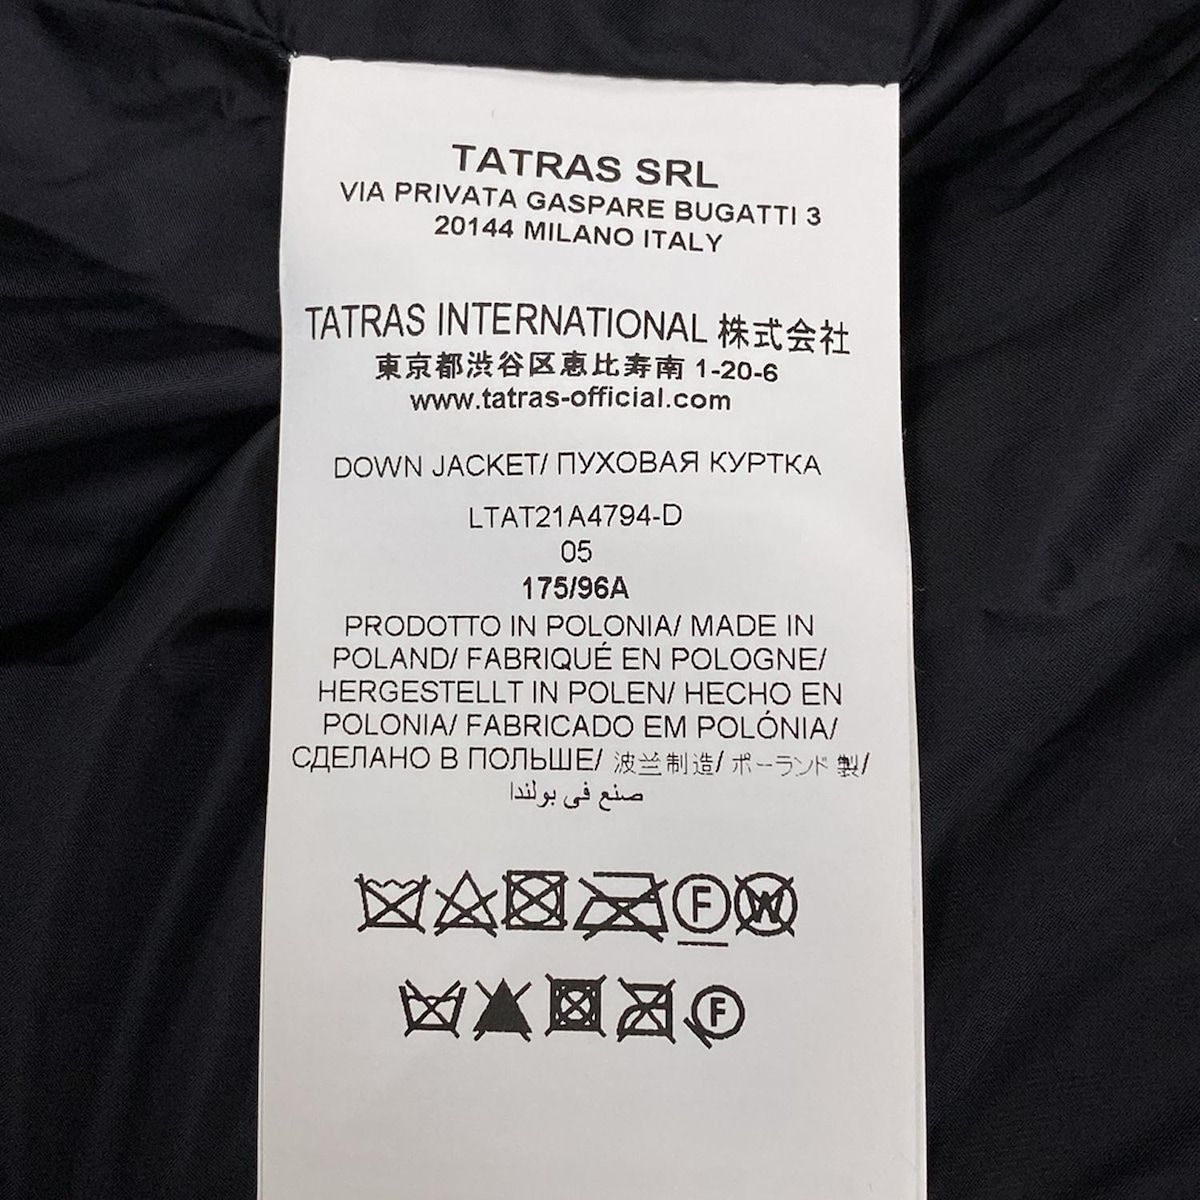 TATRAS SRL
VIA PRIVATA GASPARE BUGATTI 3
20144 MILANO ITALY
TATRAS INTERNATIONAL 株式会社
東京都渋谷区恵比寿南 1-20-6
www.tatras-official.com
DOWN JACKET/ ПУХОВАЯ КУРТКА
LTAT21A4794-D
05
175/96A
PRODOTTO IN POLONIA/ MADE IN
POLAND/ FABRIQUÉ EN POLOGNE/
HERGESTELLT IN POLEN/ HECHO EN
POLONIA/ FABRICADO EM POLÓNIA/
СДЕЛАНО В ПОЛЬШЕ/ 波兰制造/ ポーランド製/
صنع في بولندا
F W
F